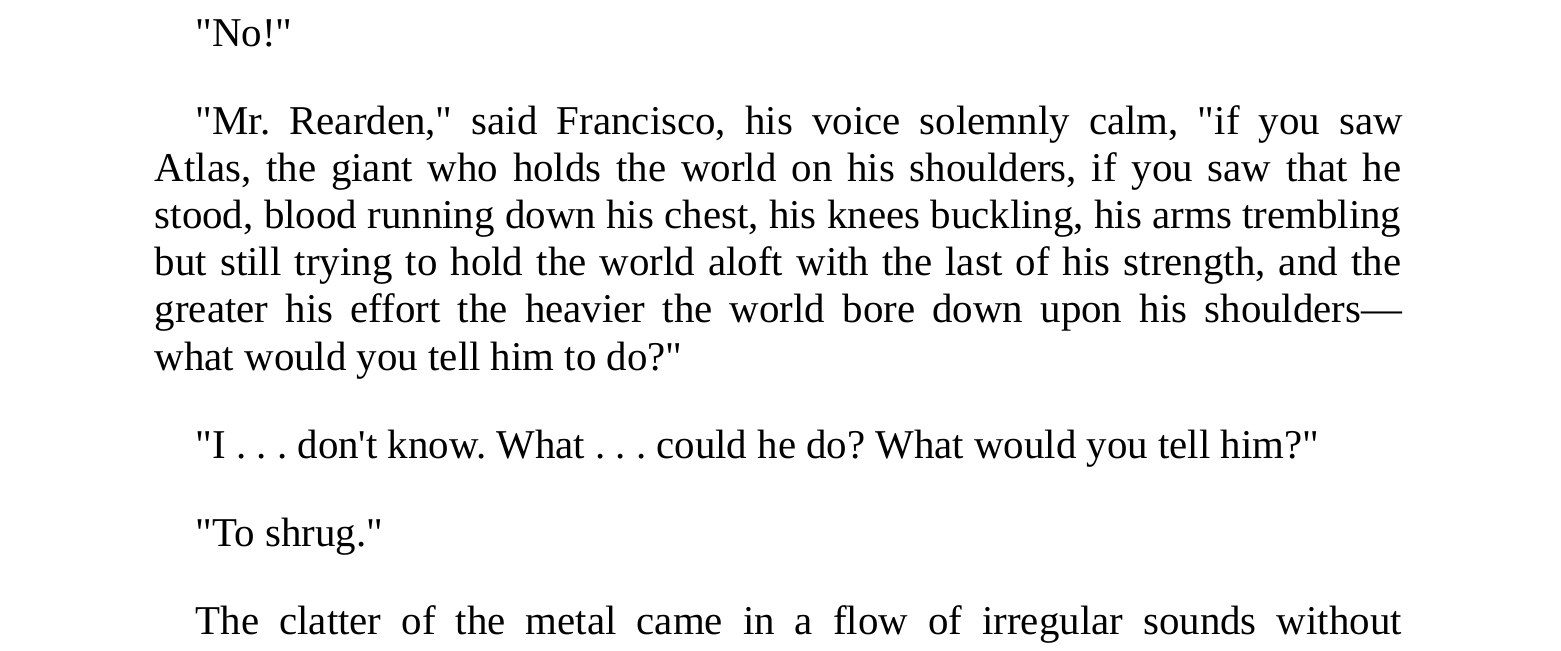 "No!"
"Mr. Rearden," said Francisco, his voice solemnly calm, "if you saw
Atlas, the giant who holds the world on his shoulders, if you saw that he
stood, blood running down his chest, his knees buckling, his arms trembling
but still trying to hold the world aloft with the last of his strength, and the
greater his effort the heavier the world bore down upon his shoulders—
what would you tell him to do?"
"I . . . don't know. What . . . could he do? What would you tell him?"
"To shrug."
The clatter of the metal came in a flow of irregular sounds without